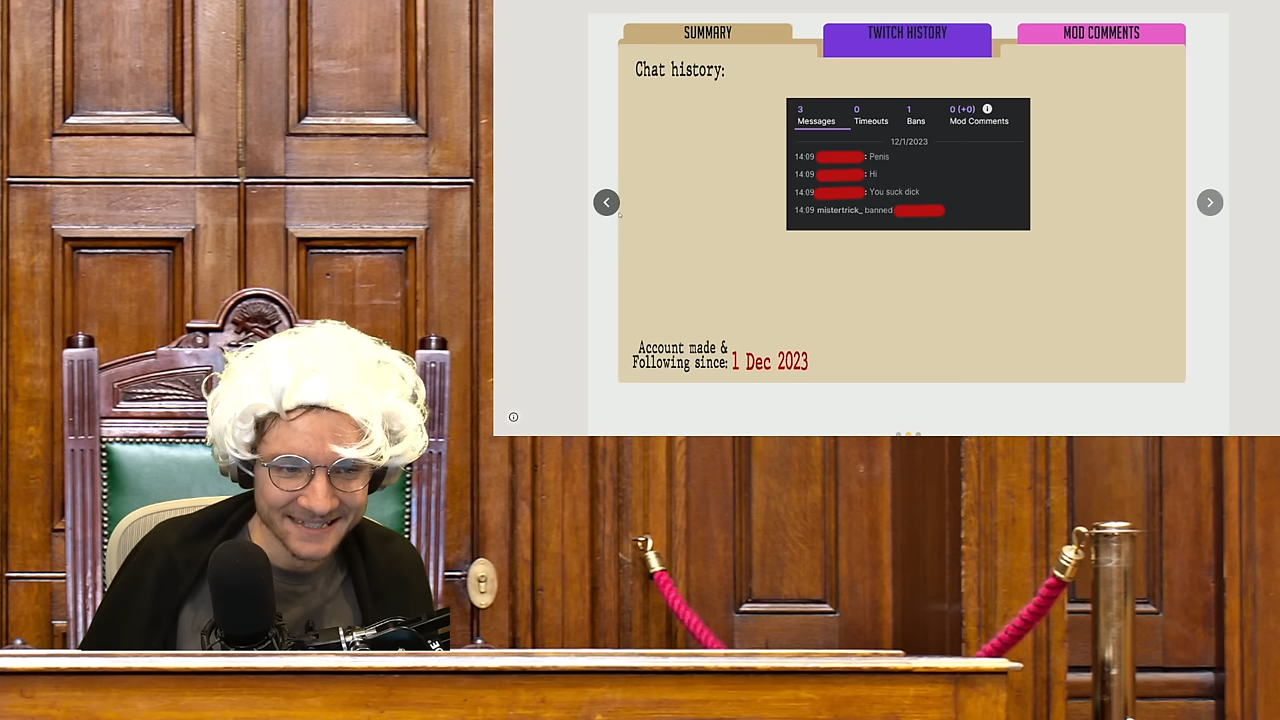 SUMMARY
TWITCH HISTORY
MOD COMMENTS
Chat history:
3 0 1 0 (+0)
Messages Timeouts Bans Mod Comments
12/1/2023
14:09 : Penis
14:09 : Hi
14:09 : You suck dick
14:09 mistertrick_ banned
Account made &
Following since: 1 Dec 2023